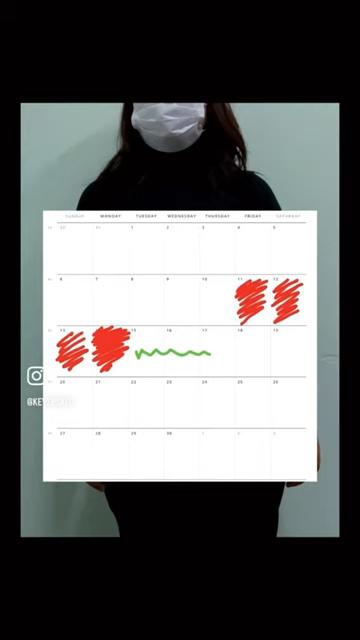 SUNDAY MONDAY TUESDAY WEDNESDAY THURSDAY FRIDAY SATURDAY
30 31 1 2 3 4 5
6 7 8 9 10 11 12
13 14 15 16 17 18 19
20 21 22 23 24 25 26
27 28 29 30 1 2 3